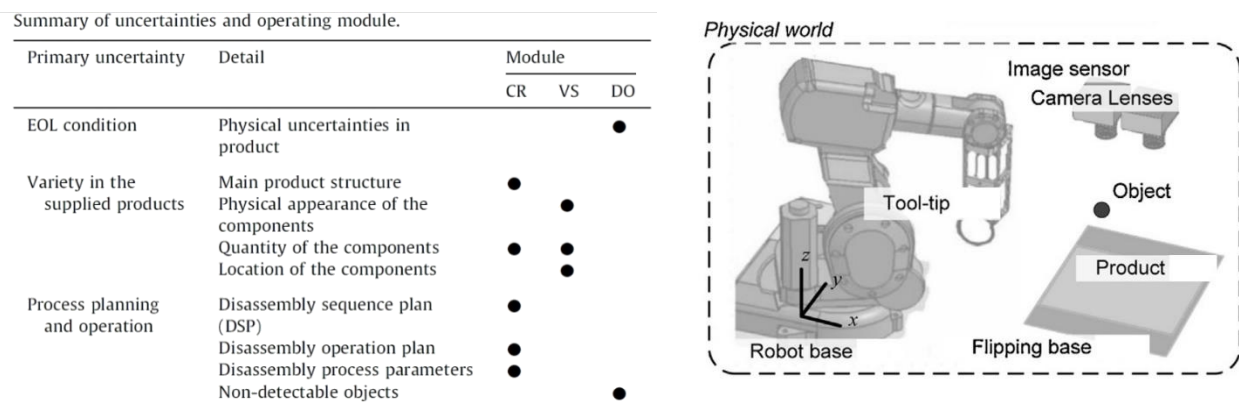 Summary of uncertainties and operating module.
Primary uncertainty Detail Module
CR VS DO
EOL condition Physical uncertainties in
product
● 
Variety in the Main product structure ●
supplied products Physical appearance of the ●
components
Quantity of the components ● ●
Location of the components ●
Process planning Disassembly sequence plan ●
and operation (DSP)
Disassembly operation plan ●
Disassembly process parameters ●
Non-detectable objects ●
Physical world
Image sensor
Camera Lenses
Object
Tool-tip
Product
z
y
x
Robot base
Flipping base